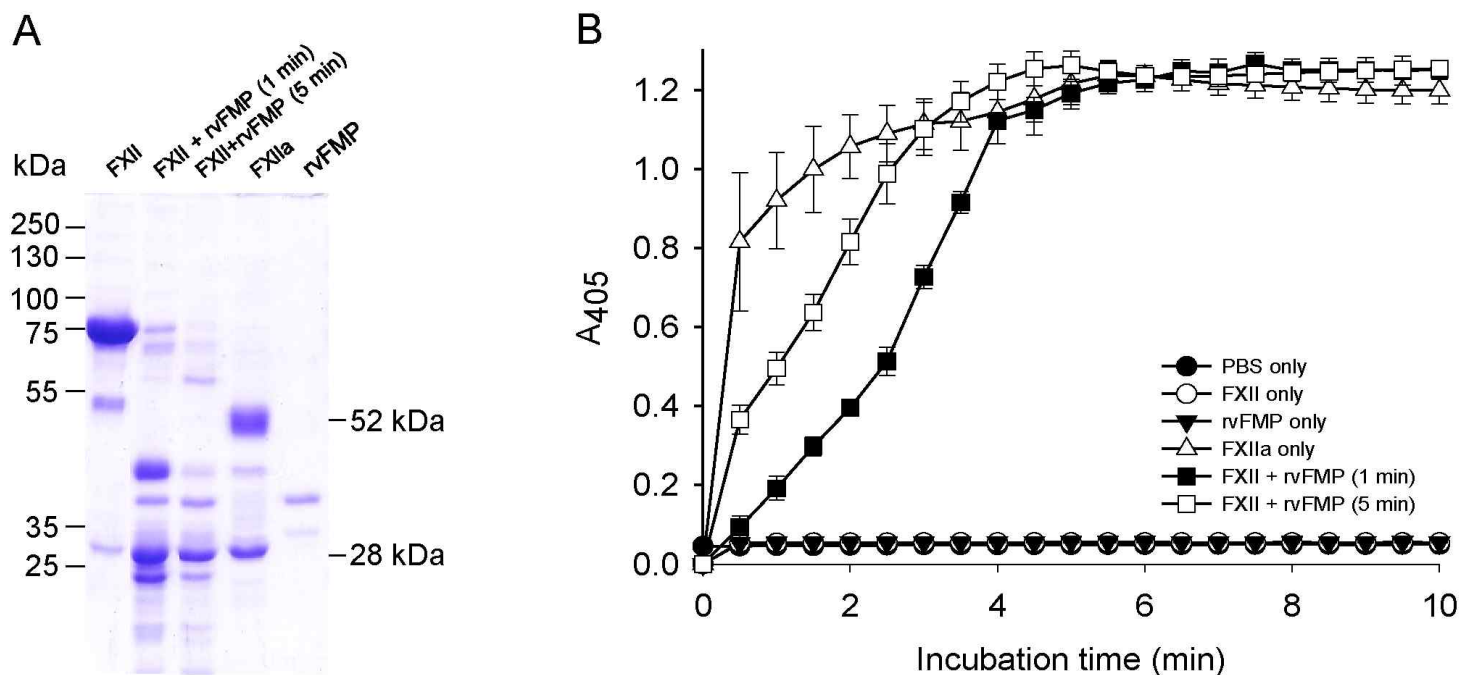 A
kDa
FXII
FXII + rvFMP (1 min)
FXII+rvFMP (5 min)
FXIIa
rvFMP
250
130
100
75
55
35
25
52 kDa
28 kDa
B
A405
1.2
1.0
0.8
0.6
0.4
0.2
0.0
0 2 4 6 8 10
Incubation time (min)
PBS only
FXII only
rvFMP only
FXIIa only
FXII + rvFMP (1 min)
FXII + rvFMP (5 min)